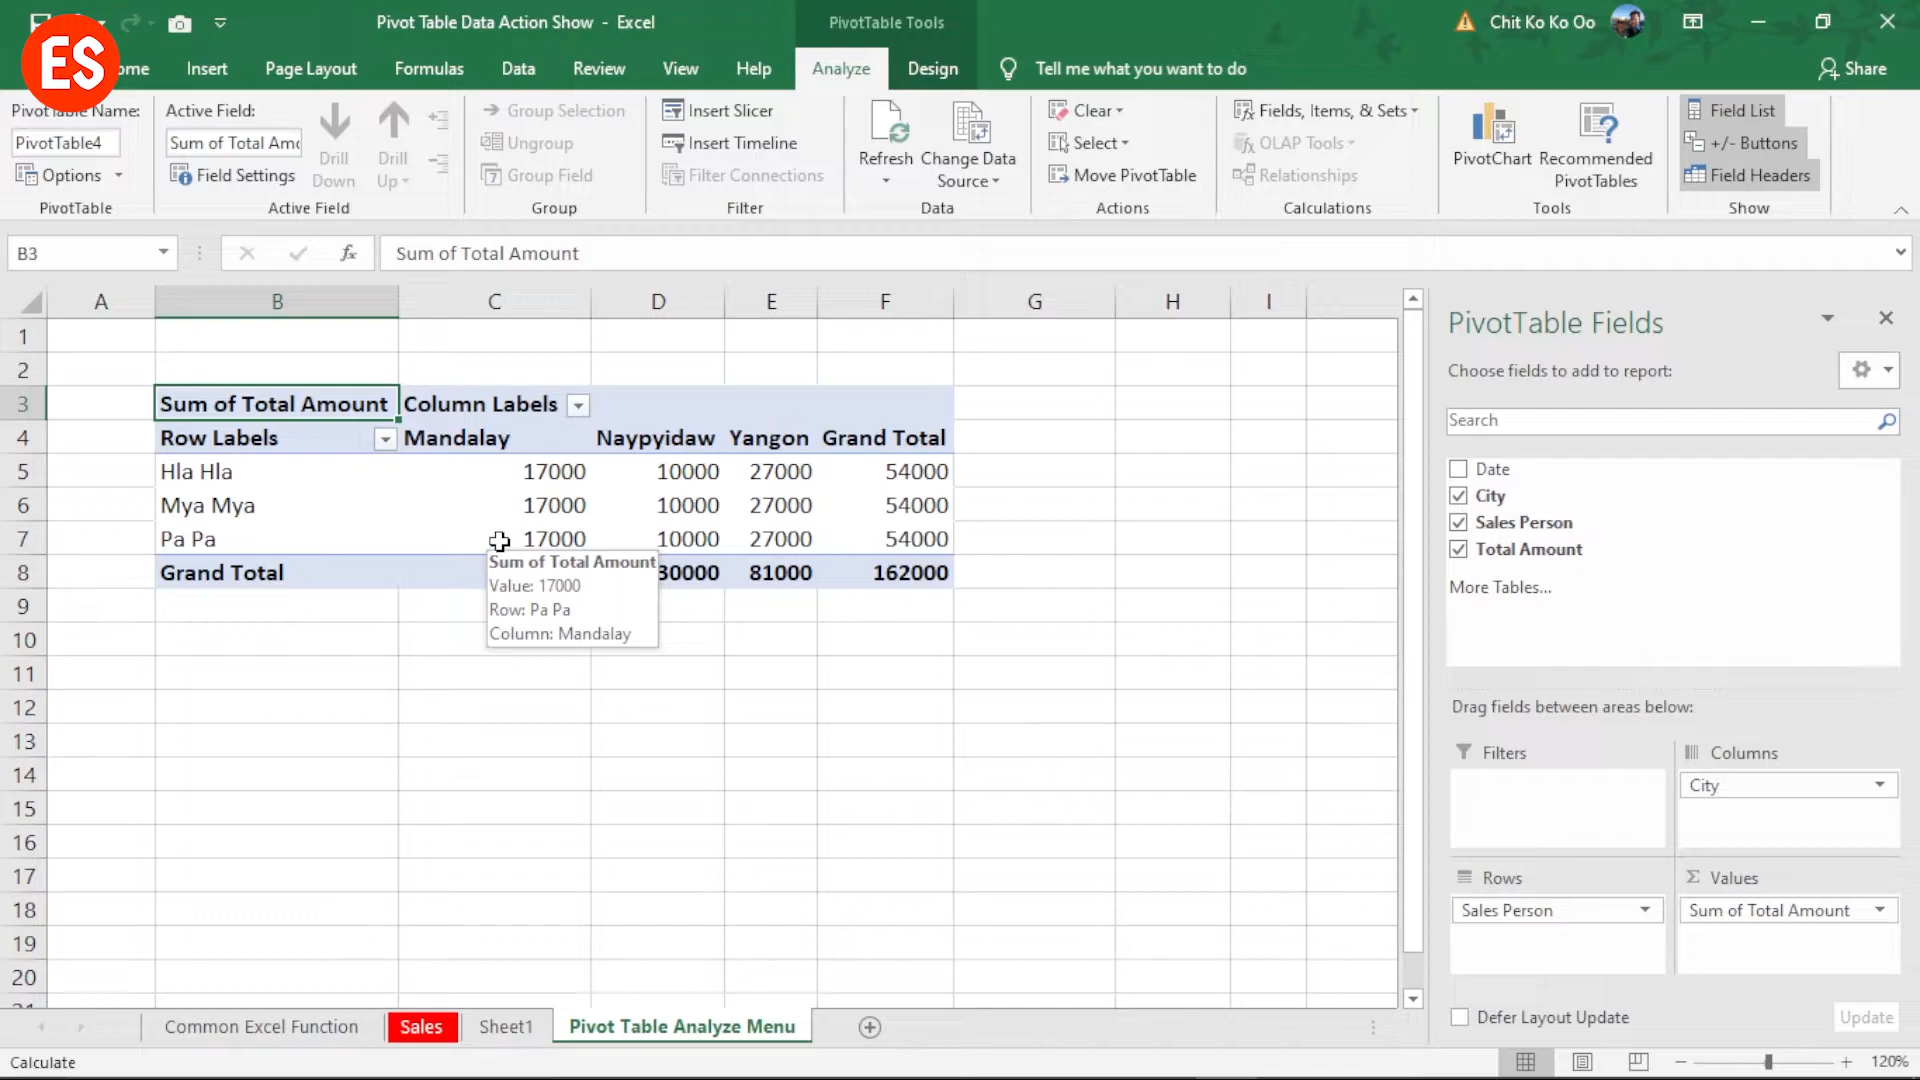 Pivot Table Data Action Show - Excel
PivotTable Tools
Chit Ko Ko Oo
ES
ome
Insert
Page Layout
Formulas
Data
Review
View
Help
Analyze
Design
Tell me what you want to do
Share
PivotTable Name:
PivotTable4
Options
PivotTable
Active Field:
Sum of Total Amo
Field Settings
Drill Down
Drill Up
Active Field
Group Selection
Ungroup
Group Field
Group
Insert Slicer
Insert Timeline
Filter Connections
Filter
Refresh
Change Data Source
Data
Clear
Select
Move PivotTable
Actions
Fields, Items, & Sets
OLAP Tools
Relationships
Calculations
PivotChart
Recommended PivotTables
Tools
Field List
+/- Buttons
Field Headers
Show
B3
fx
Sum of Total Amount
A B C D E F G H I
1
2
3 Sum of Total Amount Column Labels
4 Row Labels Mandalay Naypyidaw Yangon Grand Total
5 Hla Hla 17000 10000 27000 54000
6 Mya Mya 17000 10000 27000 54000
7 Pa Pa 17000 10000 27000 54000
8 Grand Total 30000 81000 162000
Sum of Total Amount
Value: 17000
Row: Pa Pa
Column: Mandalay
9
10
11
12
13
14
15
16
17
18
19
20
PivotTable Fields
Choose fields to add to report:
Search
Date
City
Sales Person
Total Amount
More Tables...
Drag fields between areas below:
Filters
Columns
City
Rows
Sales Person
Values
Sum of Total Amount
Defer Layout Update
Update
Common Excel Function
Sales
Sheet1
Pivot Table Analyze Menu
Calculate
120%